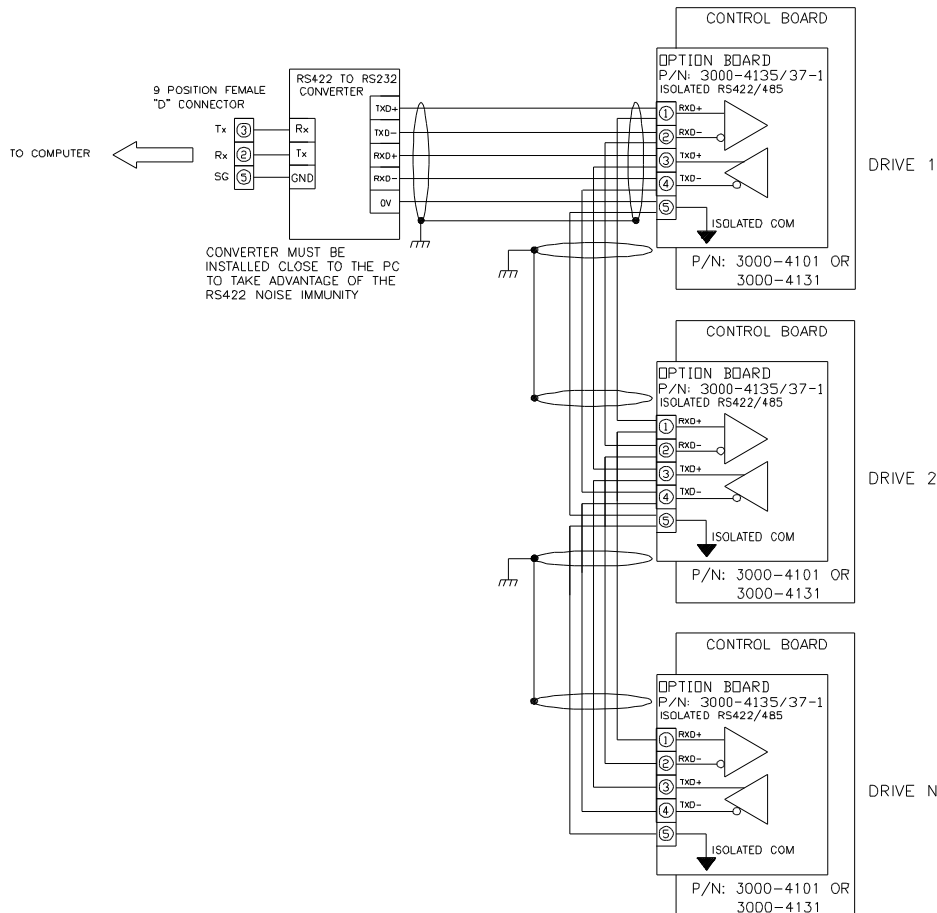 CONTROL BOARD
OPTION BOARD
P/N: 3000-4135/37-1
ISOLATED RS422/485
1 RXD+
2 RXD-
3 TXD+
4 TXD-
5
ISOLATED COM
P/N: 3000-4101 OR
3000-4131
DRIVE 1
RS422 TO RS232
CONVERTER
TXD+
TXD-
RXD+
RXD-
0V
Rx
Tx
GND
9 POSITION FEMALE
"D" CONNECTOR
Tx 3
Rx 2
SG 5
TO COMPUTER
CONVERTER MUST BE
INSTALLED CLOSE TO THE PC
TO TAKE ADVANTAGE OF THE
RS422 NOISE IMMUNITY
CONTROL BOARD
OPTION BOARD
P/N: 3000-4135/37-1
ISOLATED RS422/485
1 RXD+
2 RXD-
3 TXD+
4 TXD-
5
ISOLATED COM
P/N: 3000-4101 OR
3000-4131
DRIVE 2
CONTROL BOARD
OPTION BOARD
P/N: 3000-4135/37-1
ISOLATED RS422/485
1 RXD+
2 RXD-
3 TXD+
4 TXD-
5
ISOLATED COM
P/N: 3000-4101 OR
3000-4131
DRIVE N